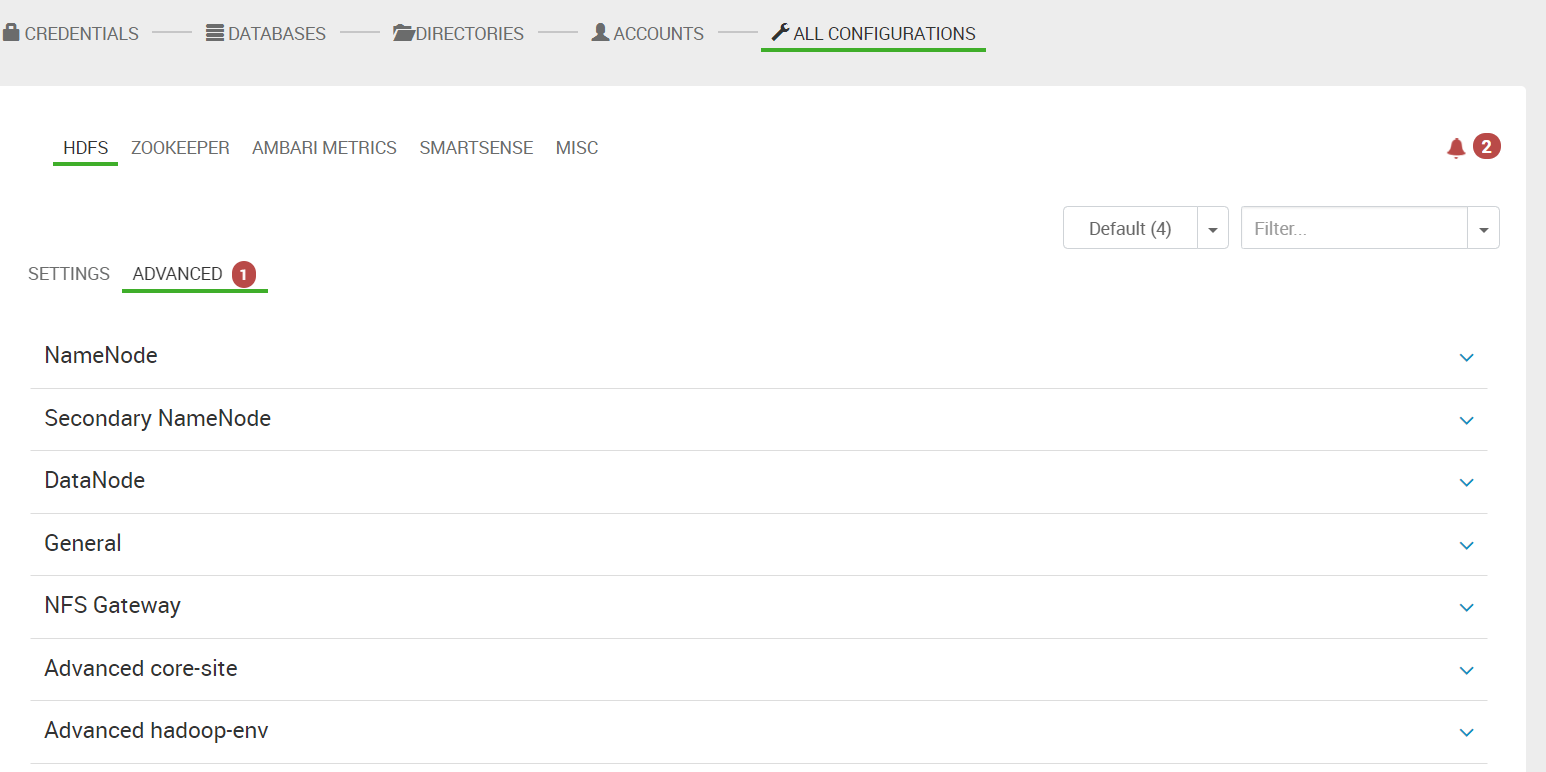 CREDENTIALS DATABASES DIRECTORIES ACCOUNTS ALL CONFIGURATIONS
HDFS ZOOKEEPER AMBARI METRICS SMARTSENSE MISC 2
Default (4) Filter...
SETTINGS ADVANCED 1
NameNode
Secondary NameNode
DataNode
General
NFS Gateway
Advanced core-site
Advanced hadoop-env